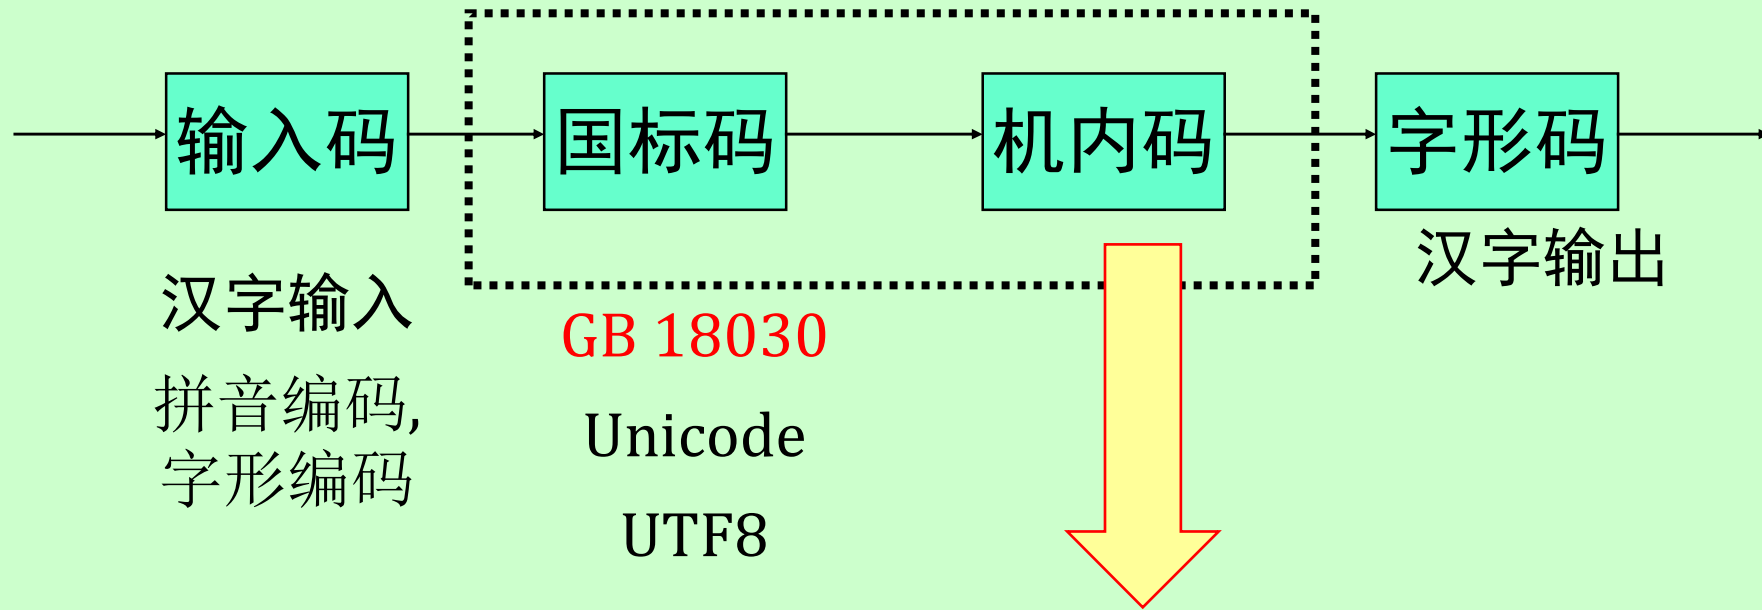 输入码
国标码
机内码
字形码
汉字输入
拼音编码,
字形编码
GB 18030
Unicode
UTF8
汉字输出